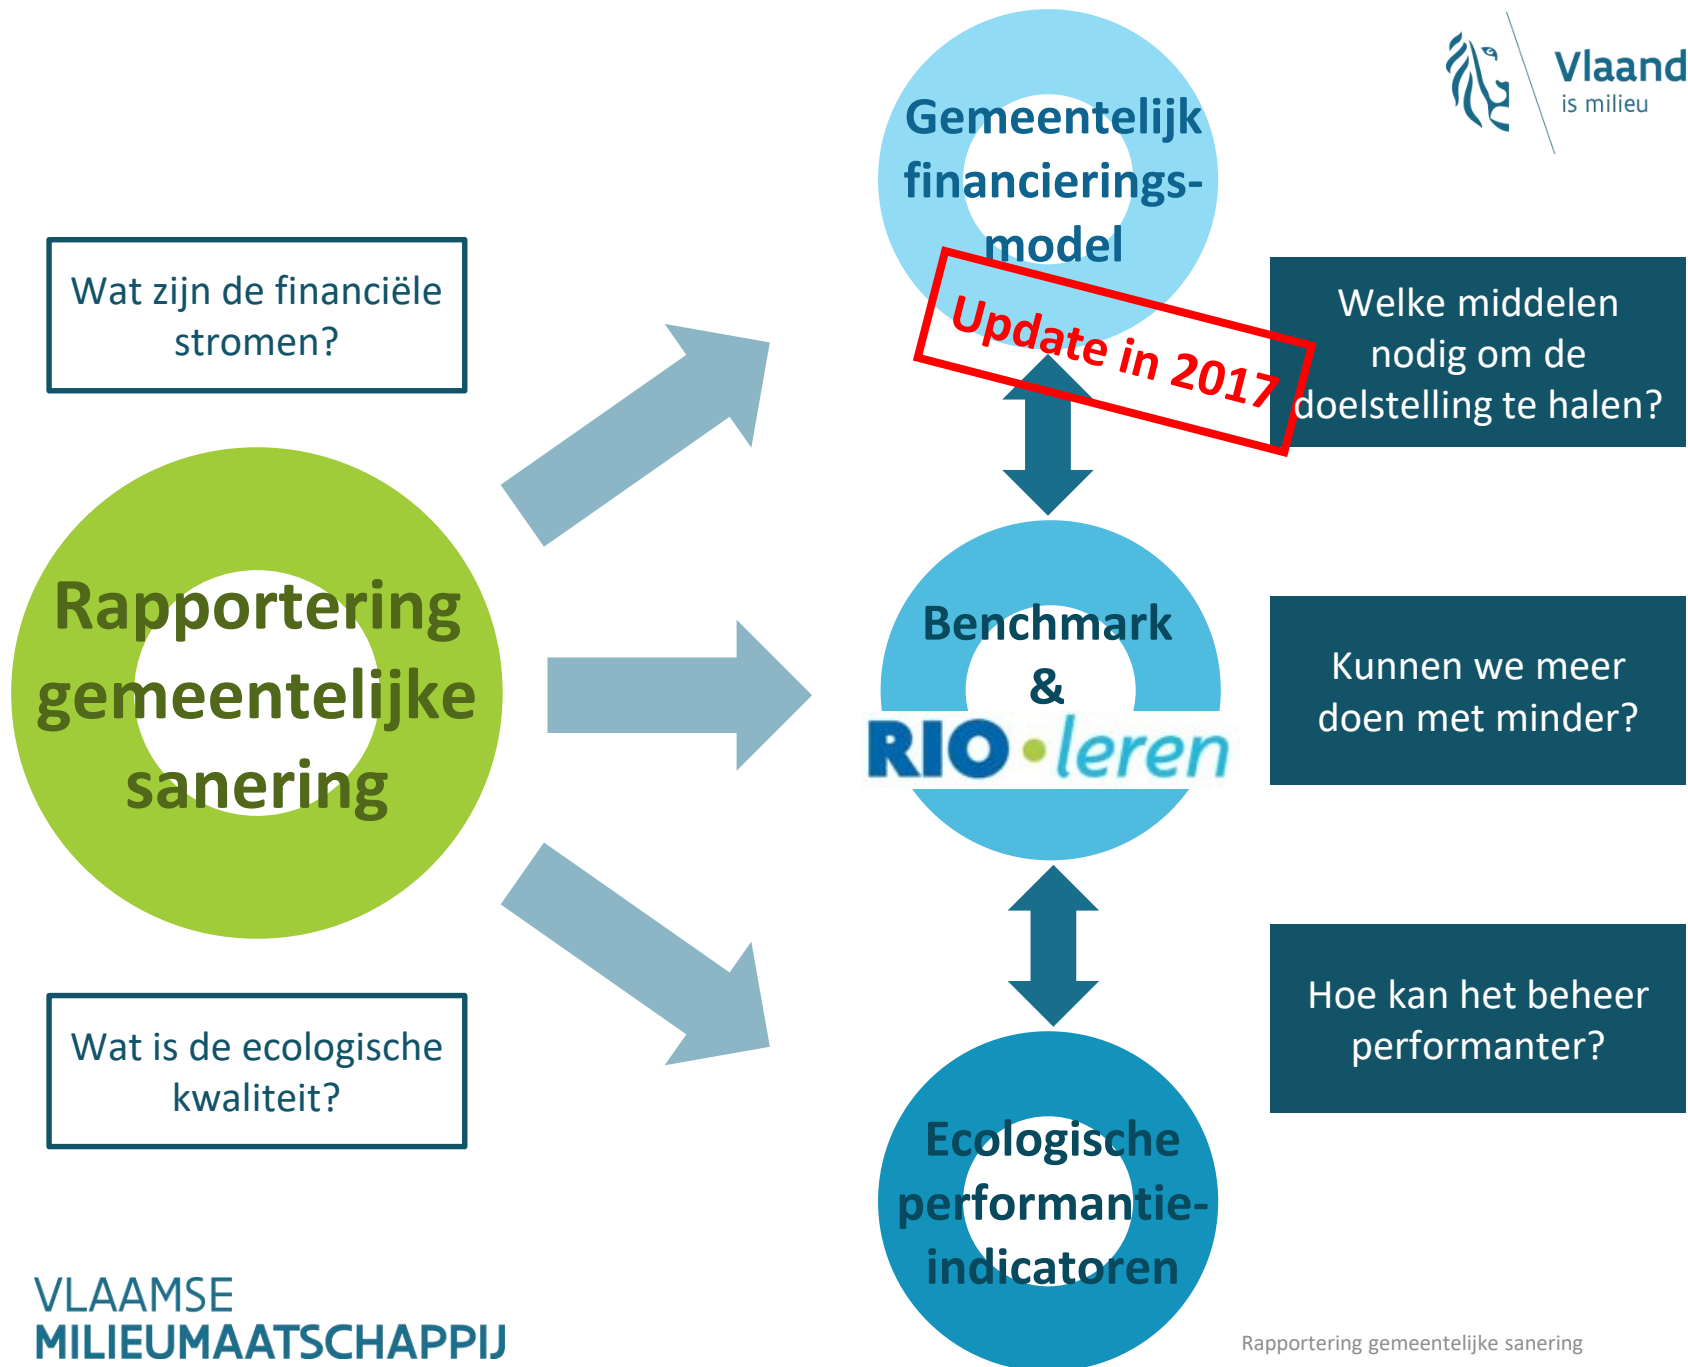 Vlaand
is milieu
Gemeentelijk
financierings-
model
Update in 2017
Wat zijn de financiële
stromen?
Welke middelen
nodig om de
doelstelling te halen?
Rapportering
gemeentelijke
sanering
Benchmark
&
RIO•leren
Kunnen we meer
doen met minder?
Wat is de ecologische
kwaliteit?
Hoe kan het beheer
performanter?
Ecologische
performantie-
indicatoren
VLAAMSE
MILIEUMAATSCHAPPIJ
Rapportering gemeentelijke sanering